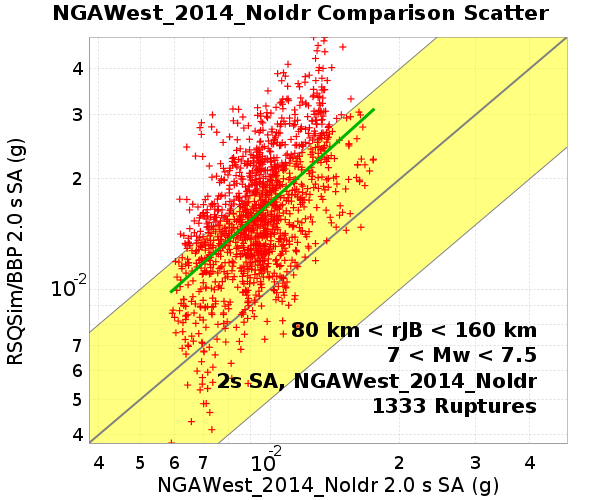 NGAWest_2014_NoIdr Comparison Scatter
RSQSim/BBP 2.0 s SA (g)
4
3
2
10-2
7
6
5
4
80 km < rJB < 160 km
7 < Mw < 7.5
2s SA, NGAWest_2014_NoIdr
1333 Ruptures
4 5 6 7 10-2 2 3 4
NGAWest_2014_NoIdr 2.0 s SA (g)